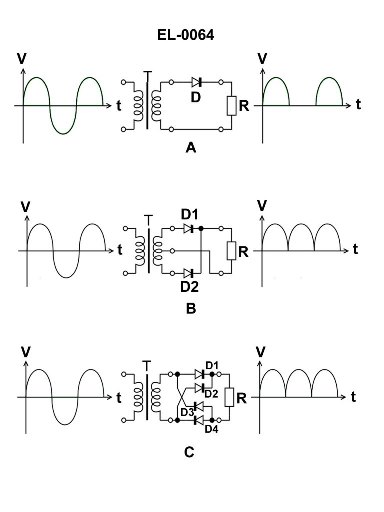 EL-0064
V T V
t D R t
A
V T D1 V
t R t
D2
B
V T D1 V
D2
t D3 R t
D4
C